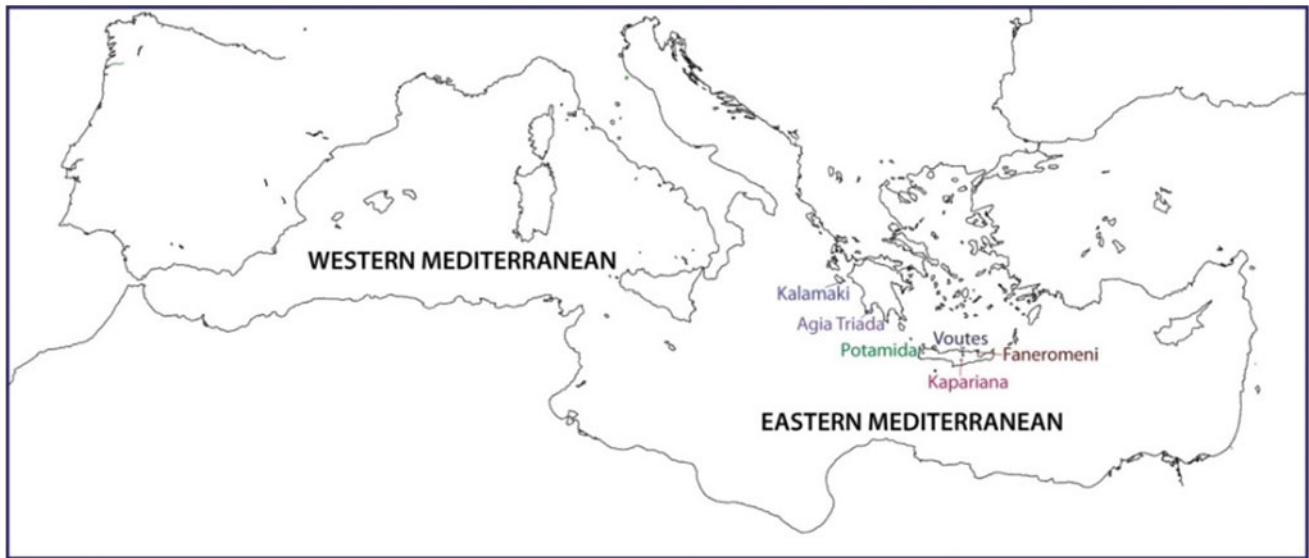 WESTERN MEDITERRANEAN
Kalamaki
Agia Triada
Voutes
Potamida
Faneromeni
Kapariana
EASTERN MEDITERRANEAN